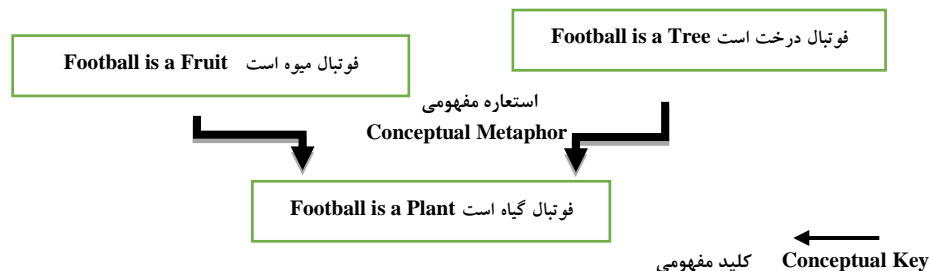 Football is a Fruit فوتبال میوه است
Football is a Tree فوتبال درخت است
استعاره مفهومی
Conceptual Metaphor
Football is a Plant فوتبال گیاه است
کلید مفهومی Conceptual Key